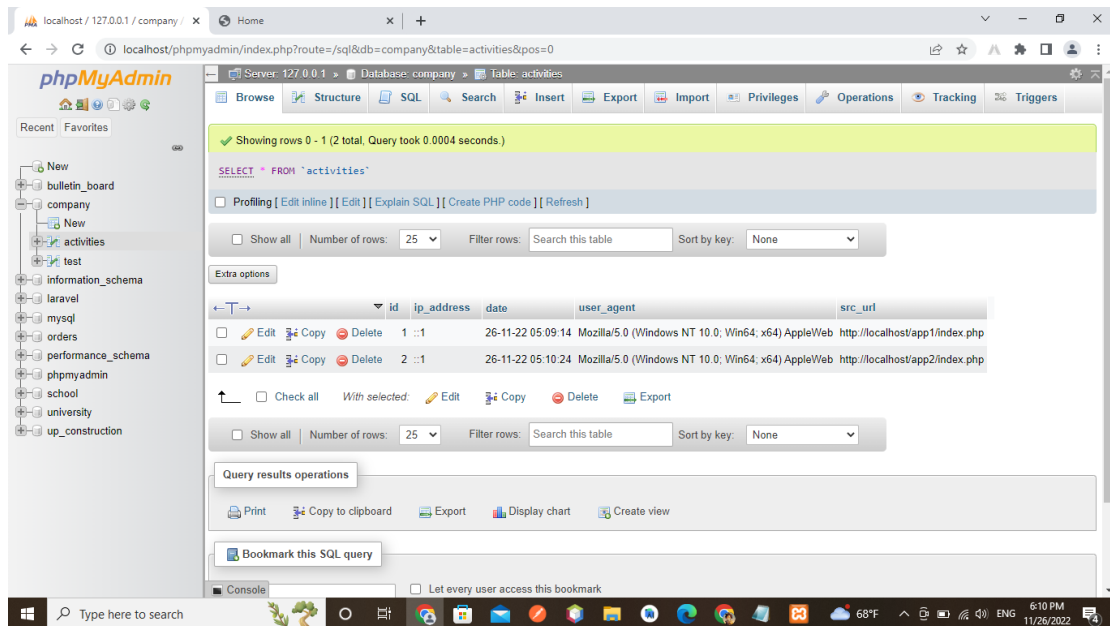 localhost / 127.0.0.1 / company /
Home
localhost/phpmyadmin/index.php?route=/sql&db=company&table=activities&pos=0
phpMyAdmin
Recent Favorites
New
bulletin_board
company
New
activities
test
information_schema
laravel
mysql
orders
performance_schema
phpmyadmin
school
university
up_construction
Server: 127.0.0.1 » Database: company » Table: activities
Browse Structure SQL Search Insert Export Import Privileges Operations Tracking Triggers
Showing rows 0 - 1 (2 total, Query took 0.0004 seconds.)
SELECT * FROM `activities`
Profiling [ Edit inline ] [ Edit ] [ Explain SQL ] [ Create PHP code ] [ Refresh ]
Show all | Number of rows: 25 Filter rows: Search this table Sort by key: None
Extra options
←T→ id ip_address date user_agent src_url
Edit Copy Delete 1 ::1 26-11-22 05:09:14 Mozilla/5.0 (Windows NT 10.0; Win64; x64) AppleWeb http://localhost/app1/index.php
Edit Copy Delete 2 ::1 26-11-22 05:10:24 Mozilla/5.0 (Windows NT 10.0; Win64; x64) AppleWeb http://localhost/app2/index.php
Check all With selected: Edit Copy Delete Export
Show all | Number of rows: 25 Filter rows: Search this table Sort by key: None
Query results operations
Print Copy to clipboard Export Display chart Create view
Bookmark this SQL query
Console Let every user access this bookmark
Type here to search 68°F ENG 6:10 PM
11/26/2022